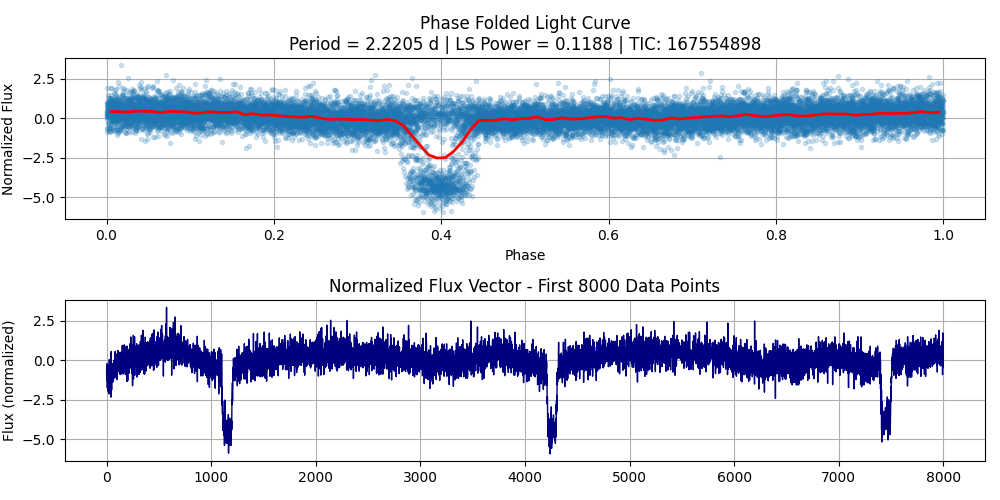 Phase Folded Light Curve
Period = 2.2205 d | LS Power = 0.1188 | TIC: 167554898
Normalized Flux
2.5
0.0
−2.5
−5.0
0.0 0.2 0.4 0.6 0.8 1.0
Phase
Normalized Flux Vector - First 8000 Data Points
Flux (normalized)
2.5
0.0
−2.5
−5.0
0 1000 2000 3000 4000 5000 6000 7000 8000